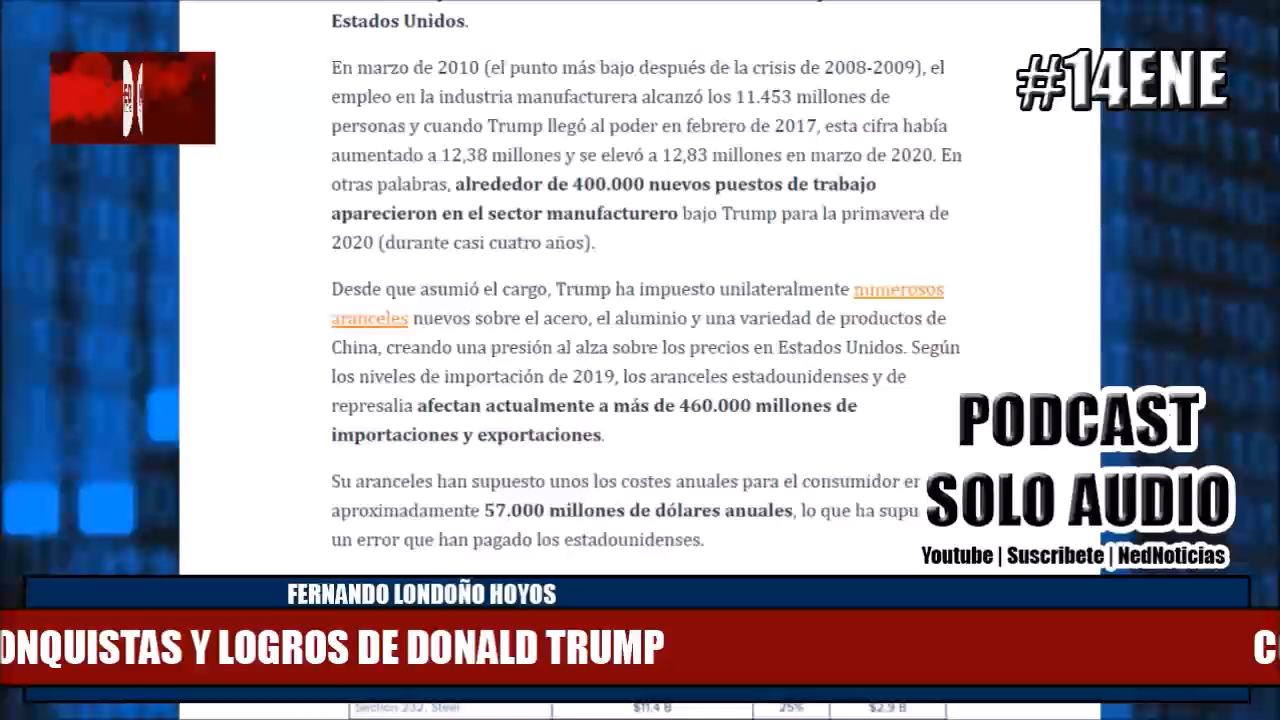 Estados Unidos.
#14ENE
En marzo de 2010 (el punto más bajo después de la crisis de 2008-2009), el
empleo en la industria manufacturera alcanzó los 11.453 millones de
personas y cuando Trump llegó al poder en febrero de 2017, esta cifra había
aumentado a 12,38 millones y se elevó a 12,83 millones en marzo de 2020. En
otras palabras, alrededor de 400.000 nuevos puestos de trabajo
aparecieron en el sector manufacturero bajo Trump para la primavera de
2020 (durante casi cuatro años).
Desde que asumió el cargo, Trump ha impuesto unilateralmente numerosos
aranceles nuevos sobre el acero, el aluminio y una variedad de productos de
China, creando una presión al alza sobre los precios en Estados Unidos. Según
los niveles de importación de 2019, los aranceles estadounidenses y de
represalia afectan actualmente a más de 460.000 millones de
importaciones y exportaciones.
Su aranceles han supuesto unos los costes anuales para el consumidor en
aproximadamente 57.000 millones de dólares anuales, lo que ha supu
un error que han pagado los estadounidenses.
PODCAST
SOLO AUDIO
Youtube | Suscribete | NedNoticias
FERNANDO LONDOÑO HOYOS
ONQUISTAS Y LOGROS DE DONALD TRUMP C
Section 232, Steel $11.4 B 25% $2.9 B